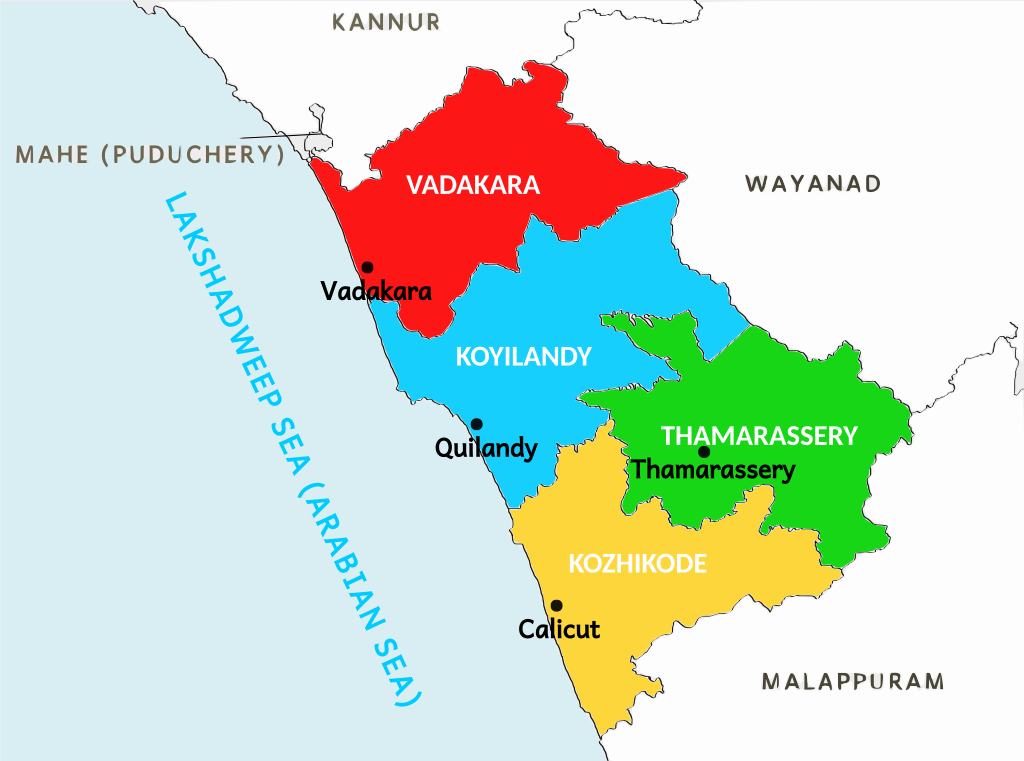 KANNUR
MAHE (PUDUCHERY)
VADAKARA
WAYANAD
LAKSHADWEEP SEA (ARABIAN SEA)
Vadakara
KOYILANDY
THAMARASSERY
Quilandy
Thamarassery
KOZHIKODE
Calicut
MALAPPURAM